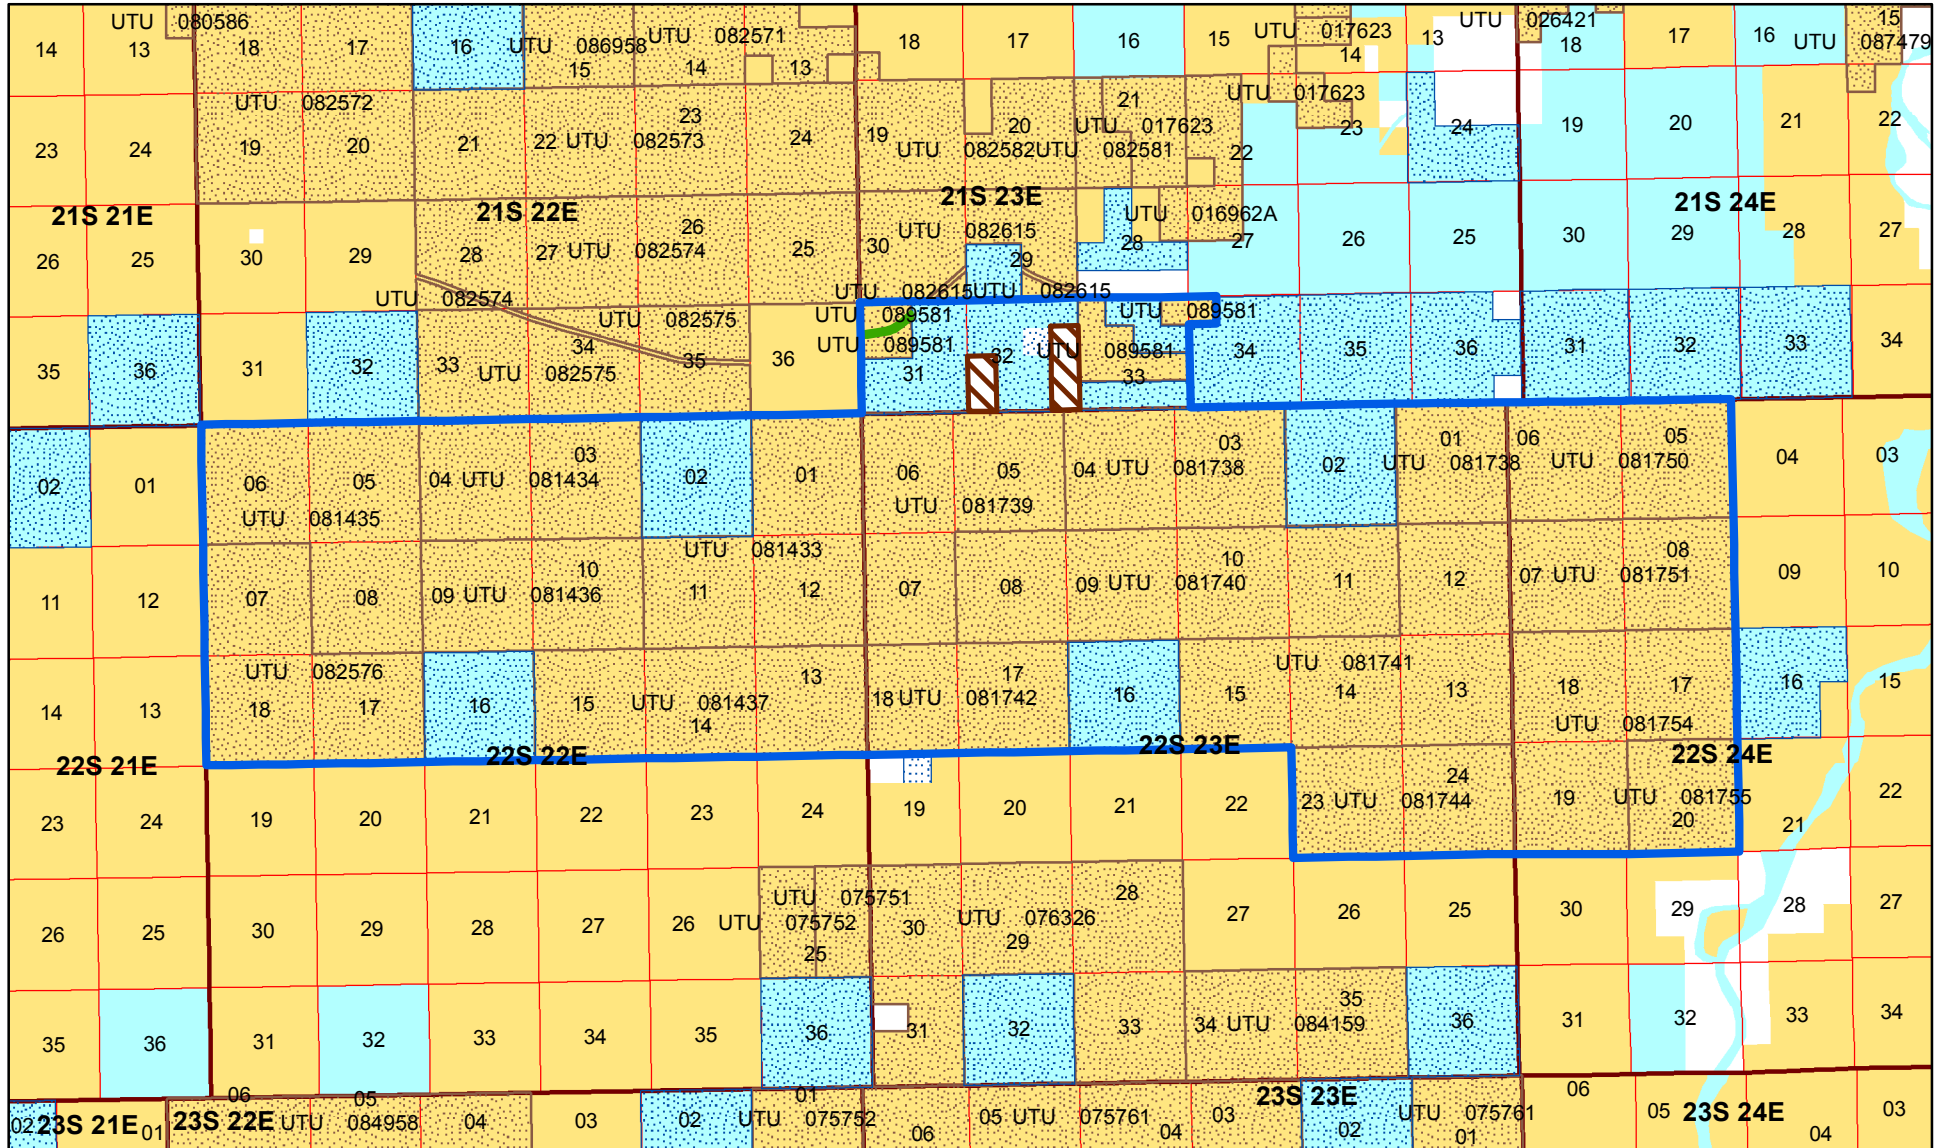 UTU 080586
14 13 18 17 16 UTU 086958 15 UTU 082571 14 13 18 17 16 15 UTU 017623 14 13 UTU 026421 18 17 16 UTU 087479 15
UTU 082572
UTU 017623
23 24 19 20 21 22 UTU 082573 23 24 19 20 21 UTU 017623 22 23 24 19 20 21 22
UTU 082582 UTU 082581
21S 21E 21S 22E 21S 23E 21S 24E
UTU 016962A
26 25 30 29 28 27 UTU 082574 26 25 30 UTU 082615 29 28 27 26 25 30 29 28 27
UTU 082574 UTU 082615 UTU 082615
UTU 082575 UTU 089581 UTU 089581
UTU 089581 UTU 089581
35 36 31 32 33 34 35 36 31 32 33 34 35 36 31 32 33 34
UTU 082575
02 01 06 05 04 UTU 081434 03 02 01 06 05 04 UTU 081738 03 02 01 UTU 081738 06 05 UTU 081750 04 03
UTU 081435 UTU 081739
UTU 081433
11 12 07 08 09 UTU 081436 10 11 12 07 08 09 UTU 081740 10 11 12 07 UTU 081751 08 09 10
UTU 082576 UTU 081741
14 13 18 17 16 15 UTU 081437 14 13 18 UTU 081742 17 16 15 14 13 18 17 16 15
UTU 081754
22S 21E 22S 22E 22S 23E 22S 24E
23 24 19 20 21 22 23 24 19 20 21 22 23 UTU 081744 24 19 UTU 081755 20 21 22
UTU 075751
26 25 30 29 28 27 26 UTU 075752 25 30 UTU 076326 29 28 27 26 25 30 29 28 27
35 36 31 32 33 34 35 36 31 32 33 34 UTU 084159 35 36 31 32 33 34
02 23S 21E 01 23S 22E 06 UTU 084958 05 04 03 02 UTU 075752 01 06 05 UTU 075761 04 03 23S 23E 02 UTU 075761 01 06 05 23S 24E 04 03